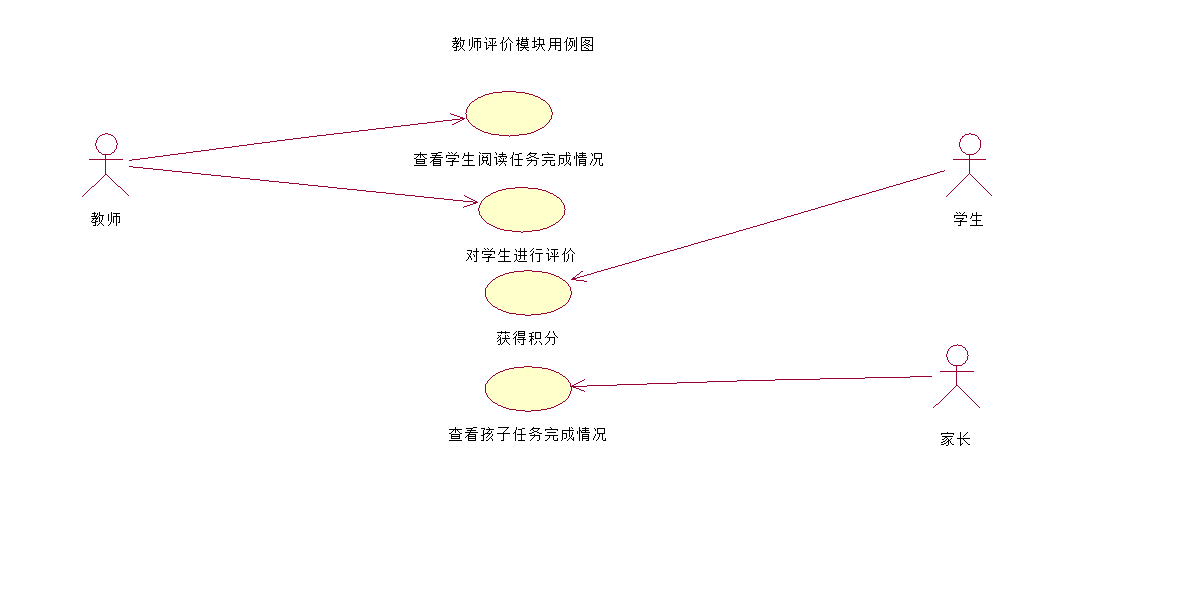 教师评价模块用例图
查看学生阅读任务完成情况
教师
学生
对学生进行评价
获得积分
查看孩子任务完成情况
家长